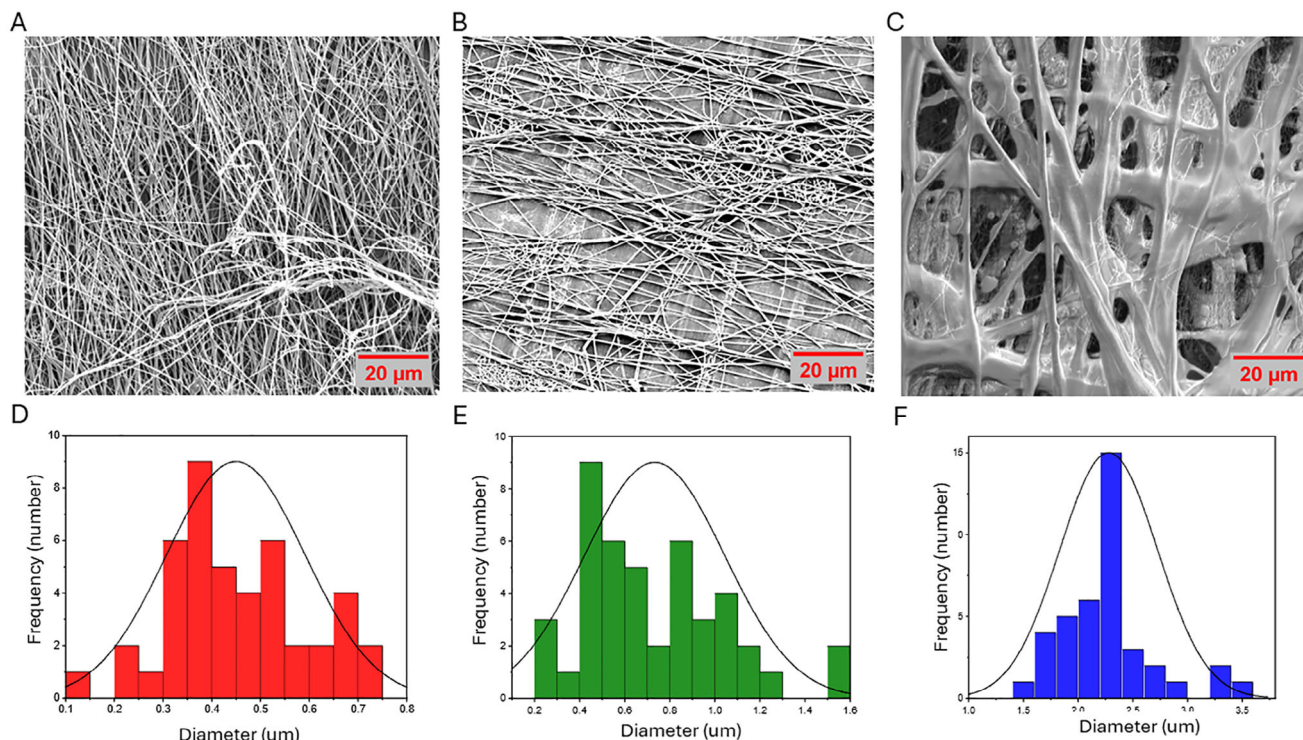 A
B
C
20 µm
20 µm
20 µm
D
E
F
Frequency (number)
10
8
6
4
2
0
0.1 0.2 0.3 0.4 0.5 0.6 0.7 0.8
Diameter (um)
Frequency (number)
10
8
6
4
2
0
0.2 0.4 0.6 0.8 1.0 1.2 1.4 1.6
Diameter (um)
Frequency (number)
15
0
5
0
1.0 1.5 2.0 2.5 3.0 3.5
Diameter (um)